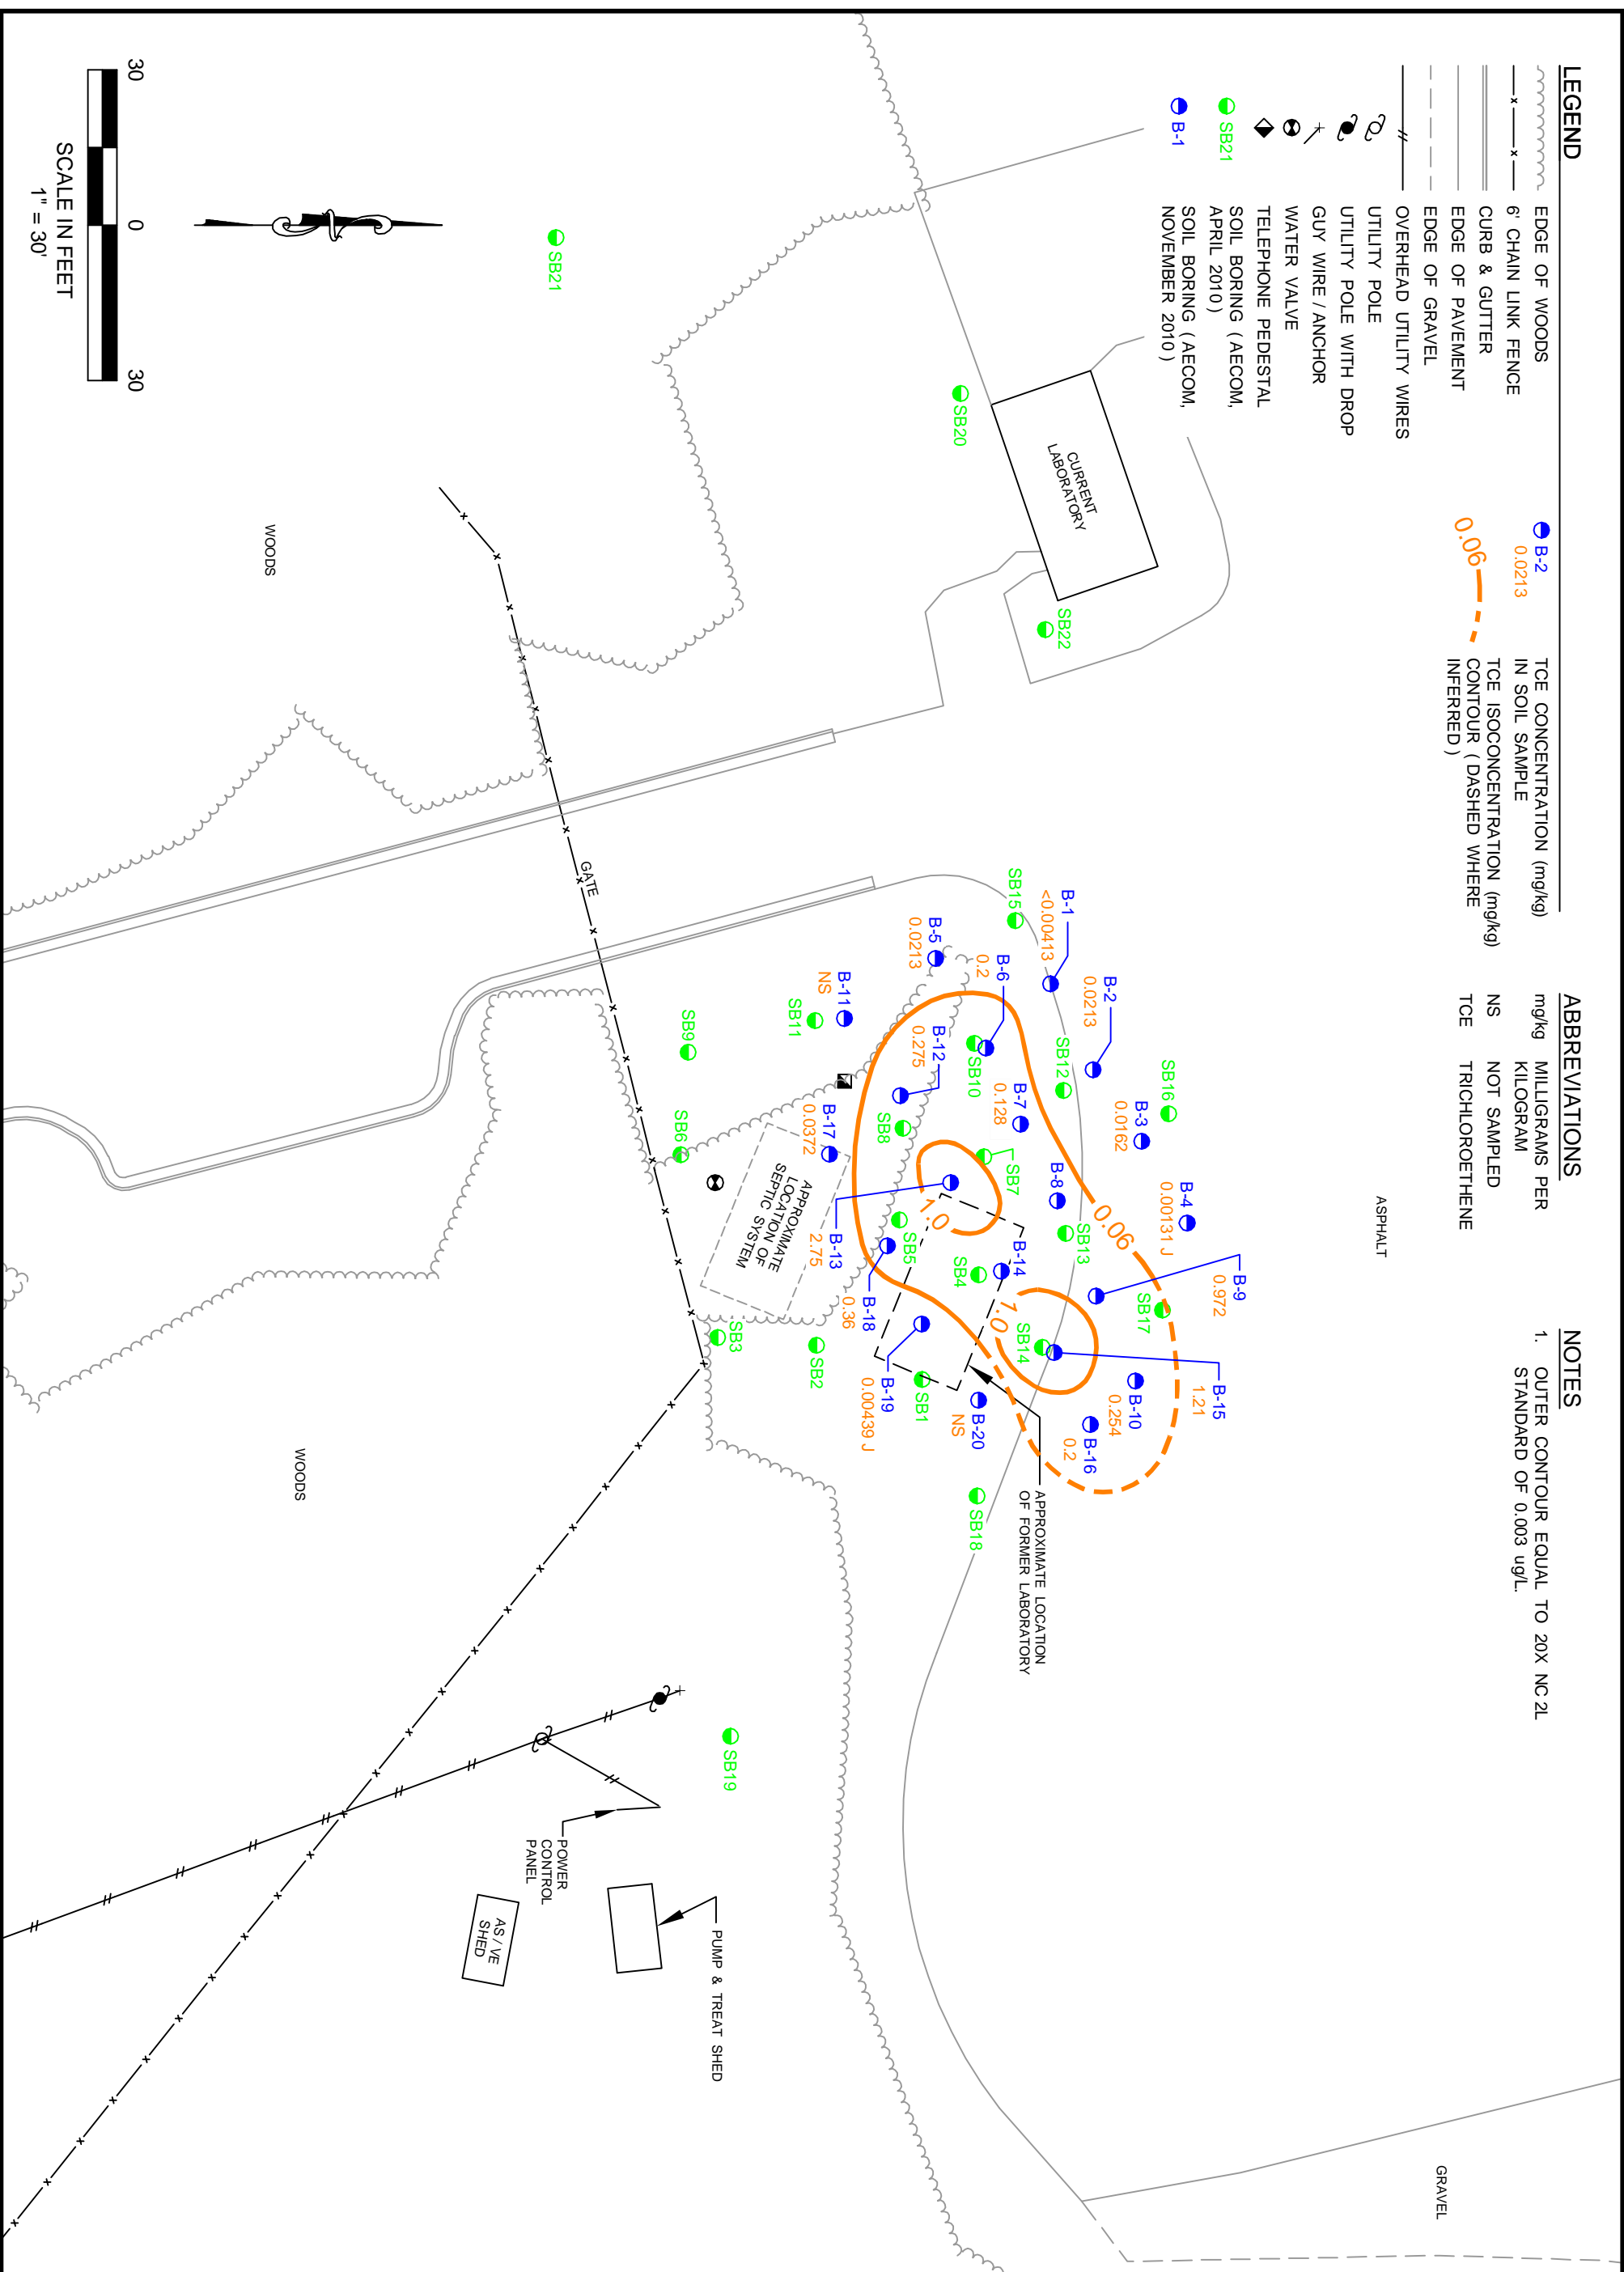 LEGEND
EDGE OF WOODS
6' CHAIN LINK FENCE
CURB & GUTTER
EDGE OF PAVEMENT
EDGE OF GRAVEL
OVERHEAD UTILITY WIRES
UTILITY POLE
UTILITY POLE WITH DROP
GUY WIRE / ANCHOR
WATER VALVE
TELEPHONE PEDESTAL
SB21
SOIL BORING ( AECOM,
APRIL 2010 )
B-1
SOIL BORING ( AECOM,
NOVEMBER 2010 )
B-2
0.0213
TCE CONCENTRATION (mg/kg)
IN SOIL SAMPLE
0.06
TCE ISOCONCENTRATION (mg/kg)
CONTOUR ( DASHED WHERE
INFERRED )
ABBREVIATIONS
mg/kg MILLIGRAMS PER
KILOGRAM
NS NOT SAMPLED
TCE TRICHLOROETHENE
NOTES
1. OUTER CONTOUR EQUAL TO 20X NC 2L
STANDARD OF 0.003 ug/L.
ASPHALT
GRAVEL
CURRENT
LABORATORY
SB22
SB20
SB21
SB15
B-1
<0.00413
B-2
0.0213
SB16
B-3
0.0162
B-4
0.00131 J
B-9
0.972
B-15
1.21
SB12
SB13
SB17
0.06
B-5
0.0213
B-6
0.2
SB10
B-7
0.128
B-8
SB7
B-14
SB4
1.0
SB14
B-10
0.254
B-16
0.2
B-12
0.275
SB8
1.0
SB5
B-11
NS
SB11
B-17
0.0372
B-13
2.75
B-18
0.36
B-19
0.00439 J
SB1
B-20
NS
SB18
APPROXIMATE LOCATION
OF FORMER LABORATORY
SB9
SB6
APPROXIMATE
LOCATION OF
SEPTIC SYSTEM
SB3
SB2
GATE
WOODS
WOODS
SB19
POWER
CONTROL
PANEL
PUMP & TREAT SHED
AS / VE
SHED
30 0 30
SCALE IN FEET
1" = 30'